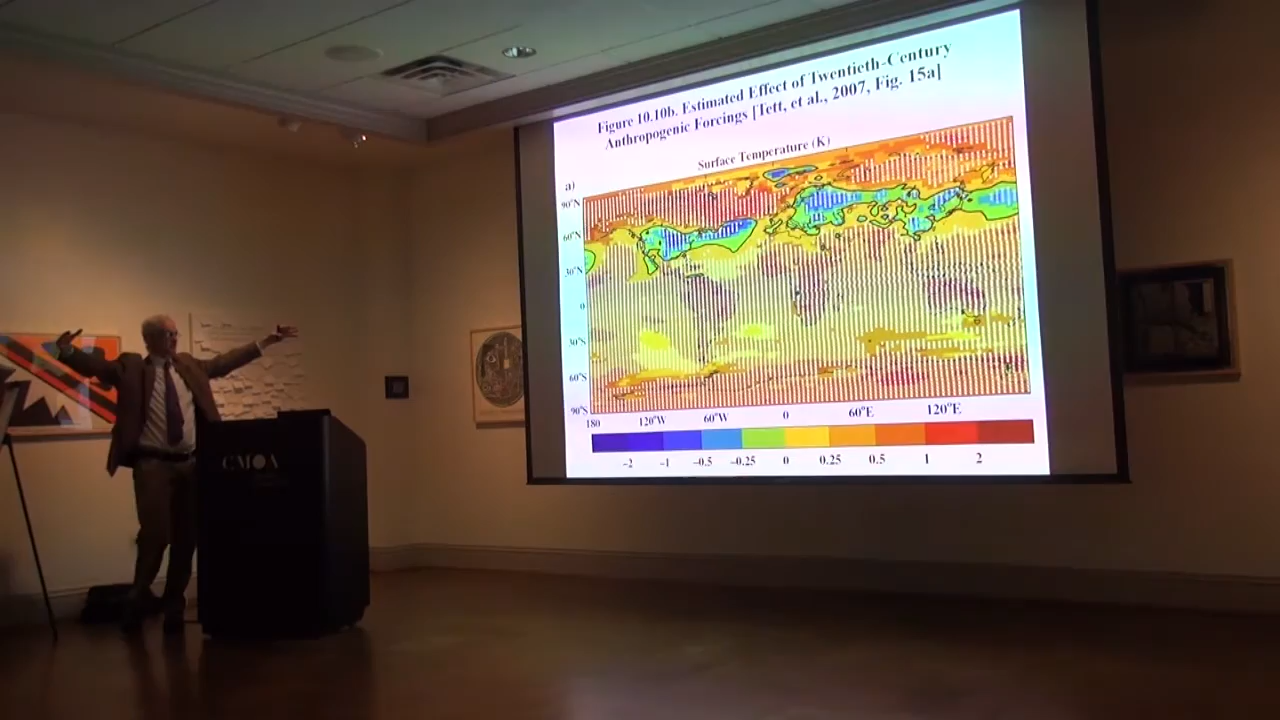 Figure 10.10b. Estimated Effect of Twentieth-Century
Anthropogenic Forcings [Tett, et al., 2007, Fig. 15a]
Surface Temperature (K)
a)
90°N
60°N
30°N
0
30°S
60°S
90°S
180 120°W 60°W 0 60°E 120°E
-2 -1 -0.5 -0.25 0 0.25 0.5 1 2
CMOA